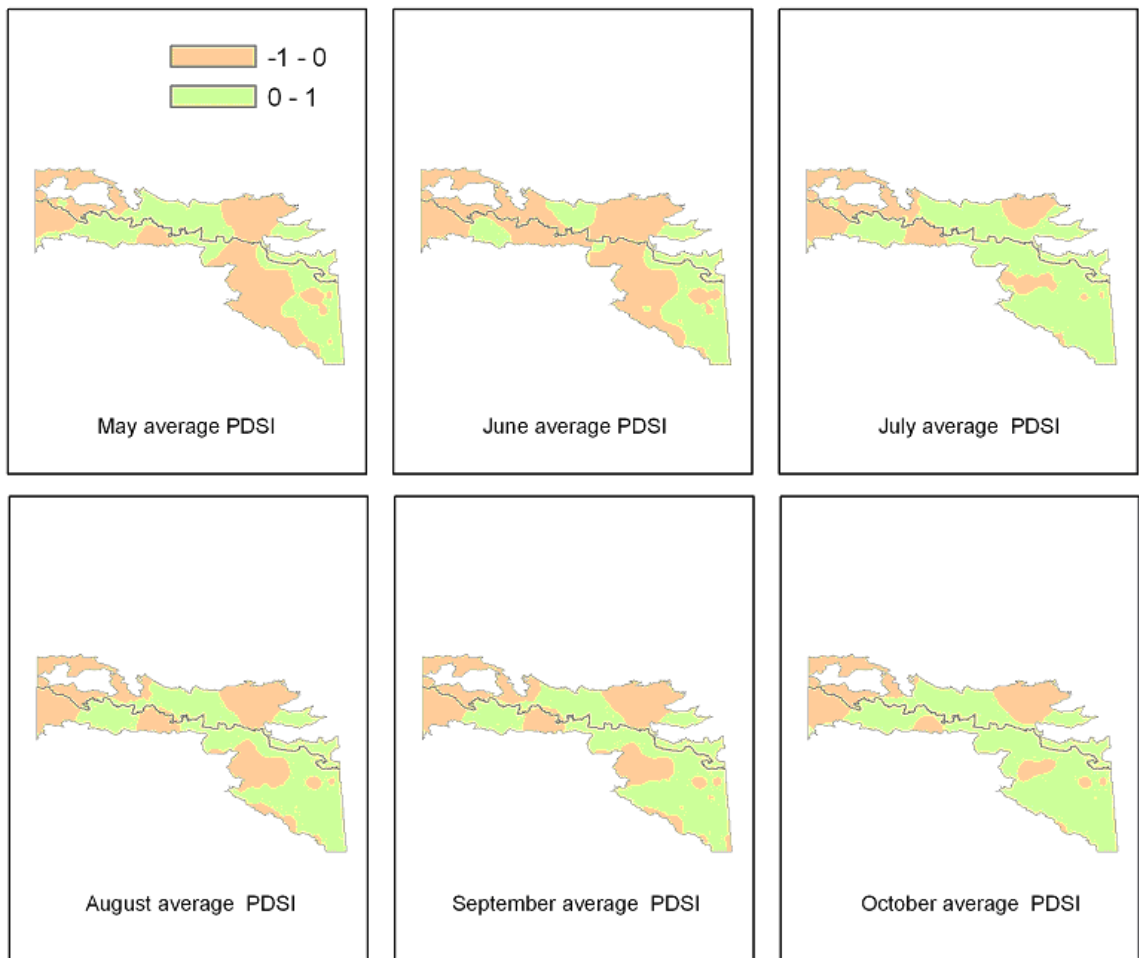 -1 - 0
0 - 1
May average PDSI
June average PDSI
July average PDSI
August average PDSI
September average PDSI
October average PDSI